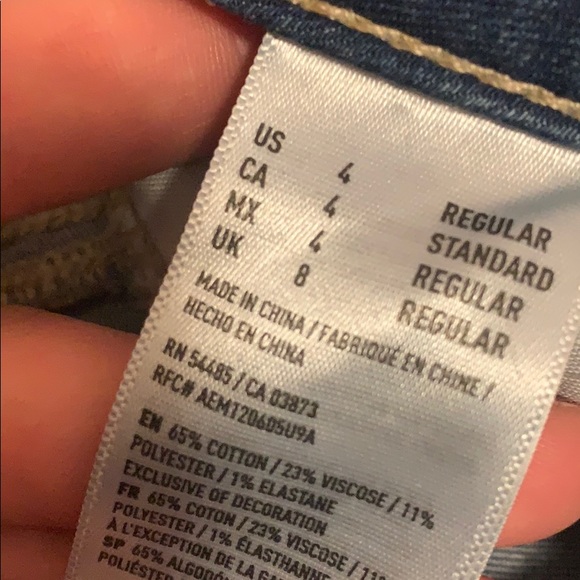 US 4 REGULAR
CA 4 STANDARD
MX 4 REGULAR
UK 8 REGULAR
MADE IN CHINA / FABRIQUÉ EN CHINE /
HECHO EN CHINA
RN 54485 / CA 03873
RFC# AEM120605U9A
EN 65% COTTON / 23% VISCOSE / 11%
POLYESTER / 1% ELASTANE
EXCLUSIVE OF DECORATION
FR 65% COTON / 23% VISCOSE / 11%
POLYESTER / 1% ÉLASTHANNE
À L'EXCEPTION DE LA
SP 65%